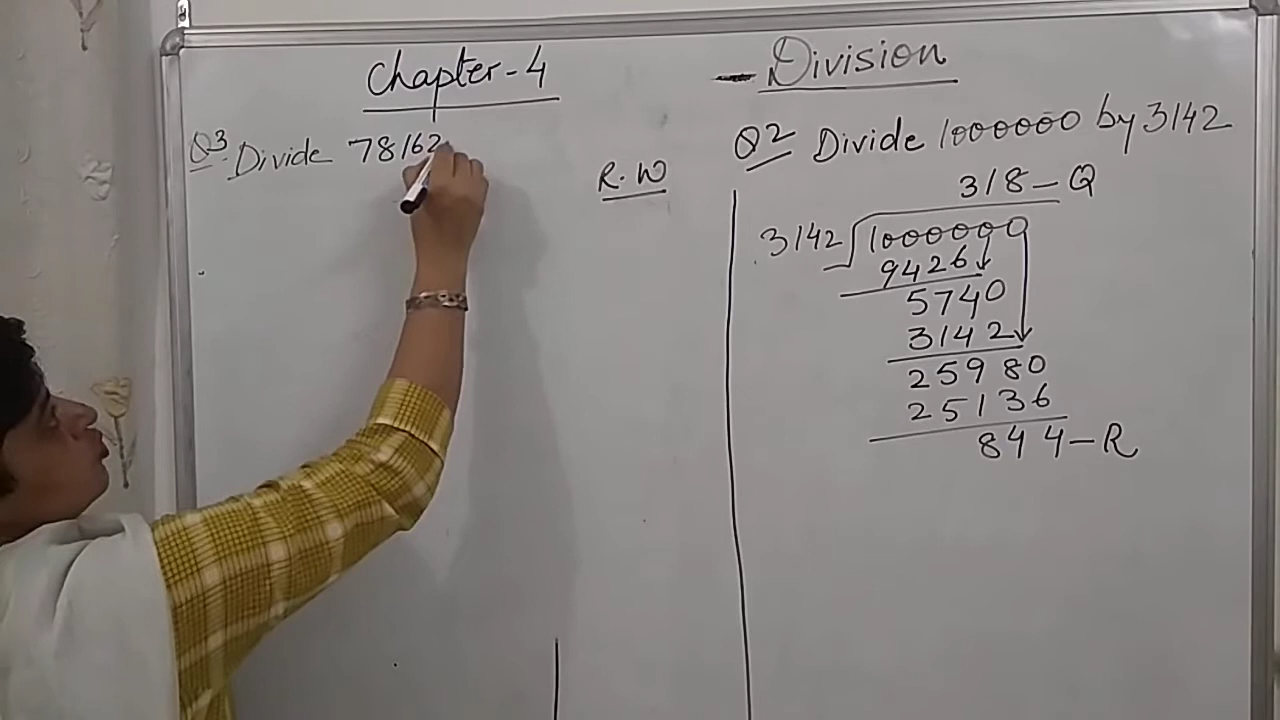 Chapter-4 - Division
Q3. Divide 78162
R.W
Q2 Divide 1000000 by 3142
318-Q
3142 1000000
9426
5740
3142
25980
25136
844-R